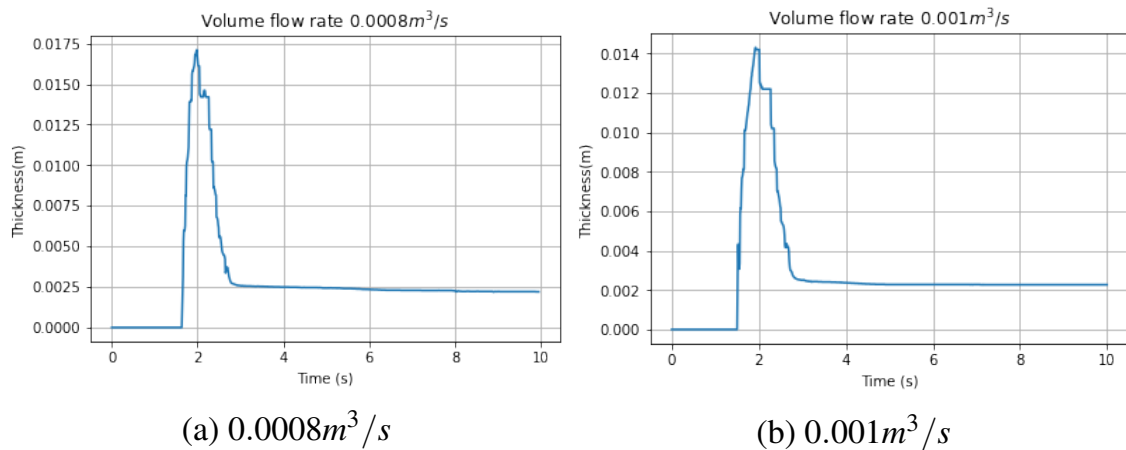 Volume flow rate 0.0008m³/s
Thickness(m)
0.0175
0.0150
0.0125
0.0100
0.0075
0.0050
0.0025
0.0000
0 2 4 6 8 10
Time (s)
(a) 0.0008m³/s
Volume flow rate 0.001m³/s
Thickness(m)
0.014
0.012
0.010
0.008
0.006
0.004
0.002
0.000
0 2 4 6 8 10
Time (s)
(b) 0.001m³/s